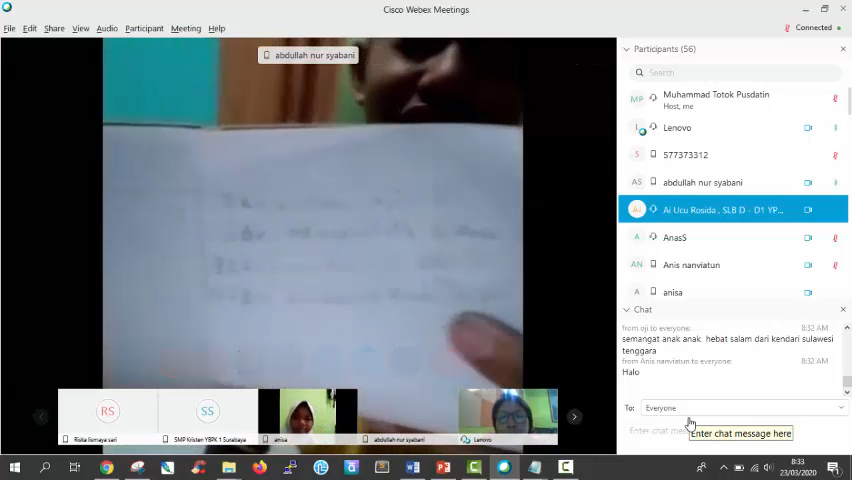 Cisco Webex Meetings
File Edit Share View Audio Participant Meeting Help
Connected
abdullah nur syabani
Participants (56)
Search
MP Muhammad Totok Pusdatin
Host, me
L Lenovo
S 577373312
AS abdullah nur syabani
AI Ai Ucu Rosida , SLB D - D1 YP...
A AnasS
AN Anis nanviatun
A anisa
Chat
from oji to everyone: 8:32 AM
semangat anak anak hebat salam dari kendari sulawesi
tenggara
from Anis nanviatun to everyone: 8:32 AM
Halo
To: Everyone
Enter chat message here
RS SS
Riska lismaya sari SMP Kristen YBPK 1 Surabaya anisa abdullah nur syabani Lenovo
8:33
23/03/2020